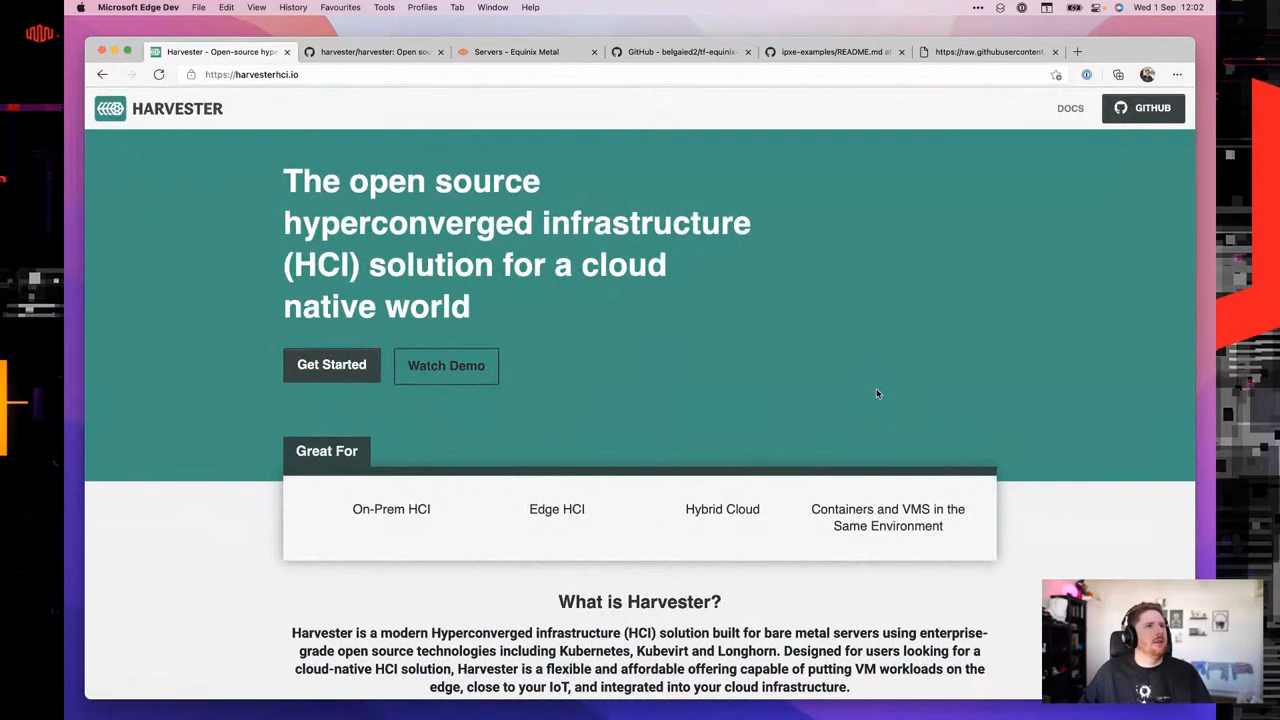 Microsoft Edge Dev File Edit View History Favourites Tools Profiles Tab Window Help Wed 1 Sep 12:02
Harvester - Open-source hype
harvester/harvester: Open sou
Servers - Equinix Metal
GitHub - belgaied2/tf-equinix-
ipxe-examples/README.md at
https://raw.githubusercontent.
https://harvesterhci.io
HARVESTER
DOCS
GITHUB
The open source
hyperconverged infrastructure
(HCI) solution for a cloud
native world
Get Started
Watch Demo
Great For
On-Prem HCI
Edge HCI
Hybrid Cloud
Containers and VMS in the
Same Environment
What is Harvester?
Harvester is a modern Hyperconverged infrastructure (HCI) solution built for bare metal servers using enterprise-
grade open source technologies including Kubernetes, Kubevirt and Longhorn. Designed for users looking for a
cloud-native HCI solution, Harvester is a flexible and affordable offering capable of putting VM workloads on the
edge, close to your IoT, and integrated into your cloud infrastructure.